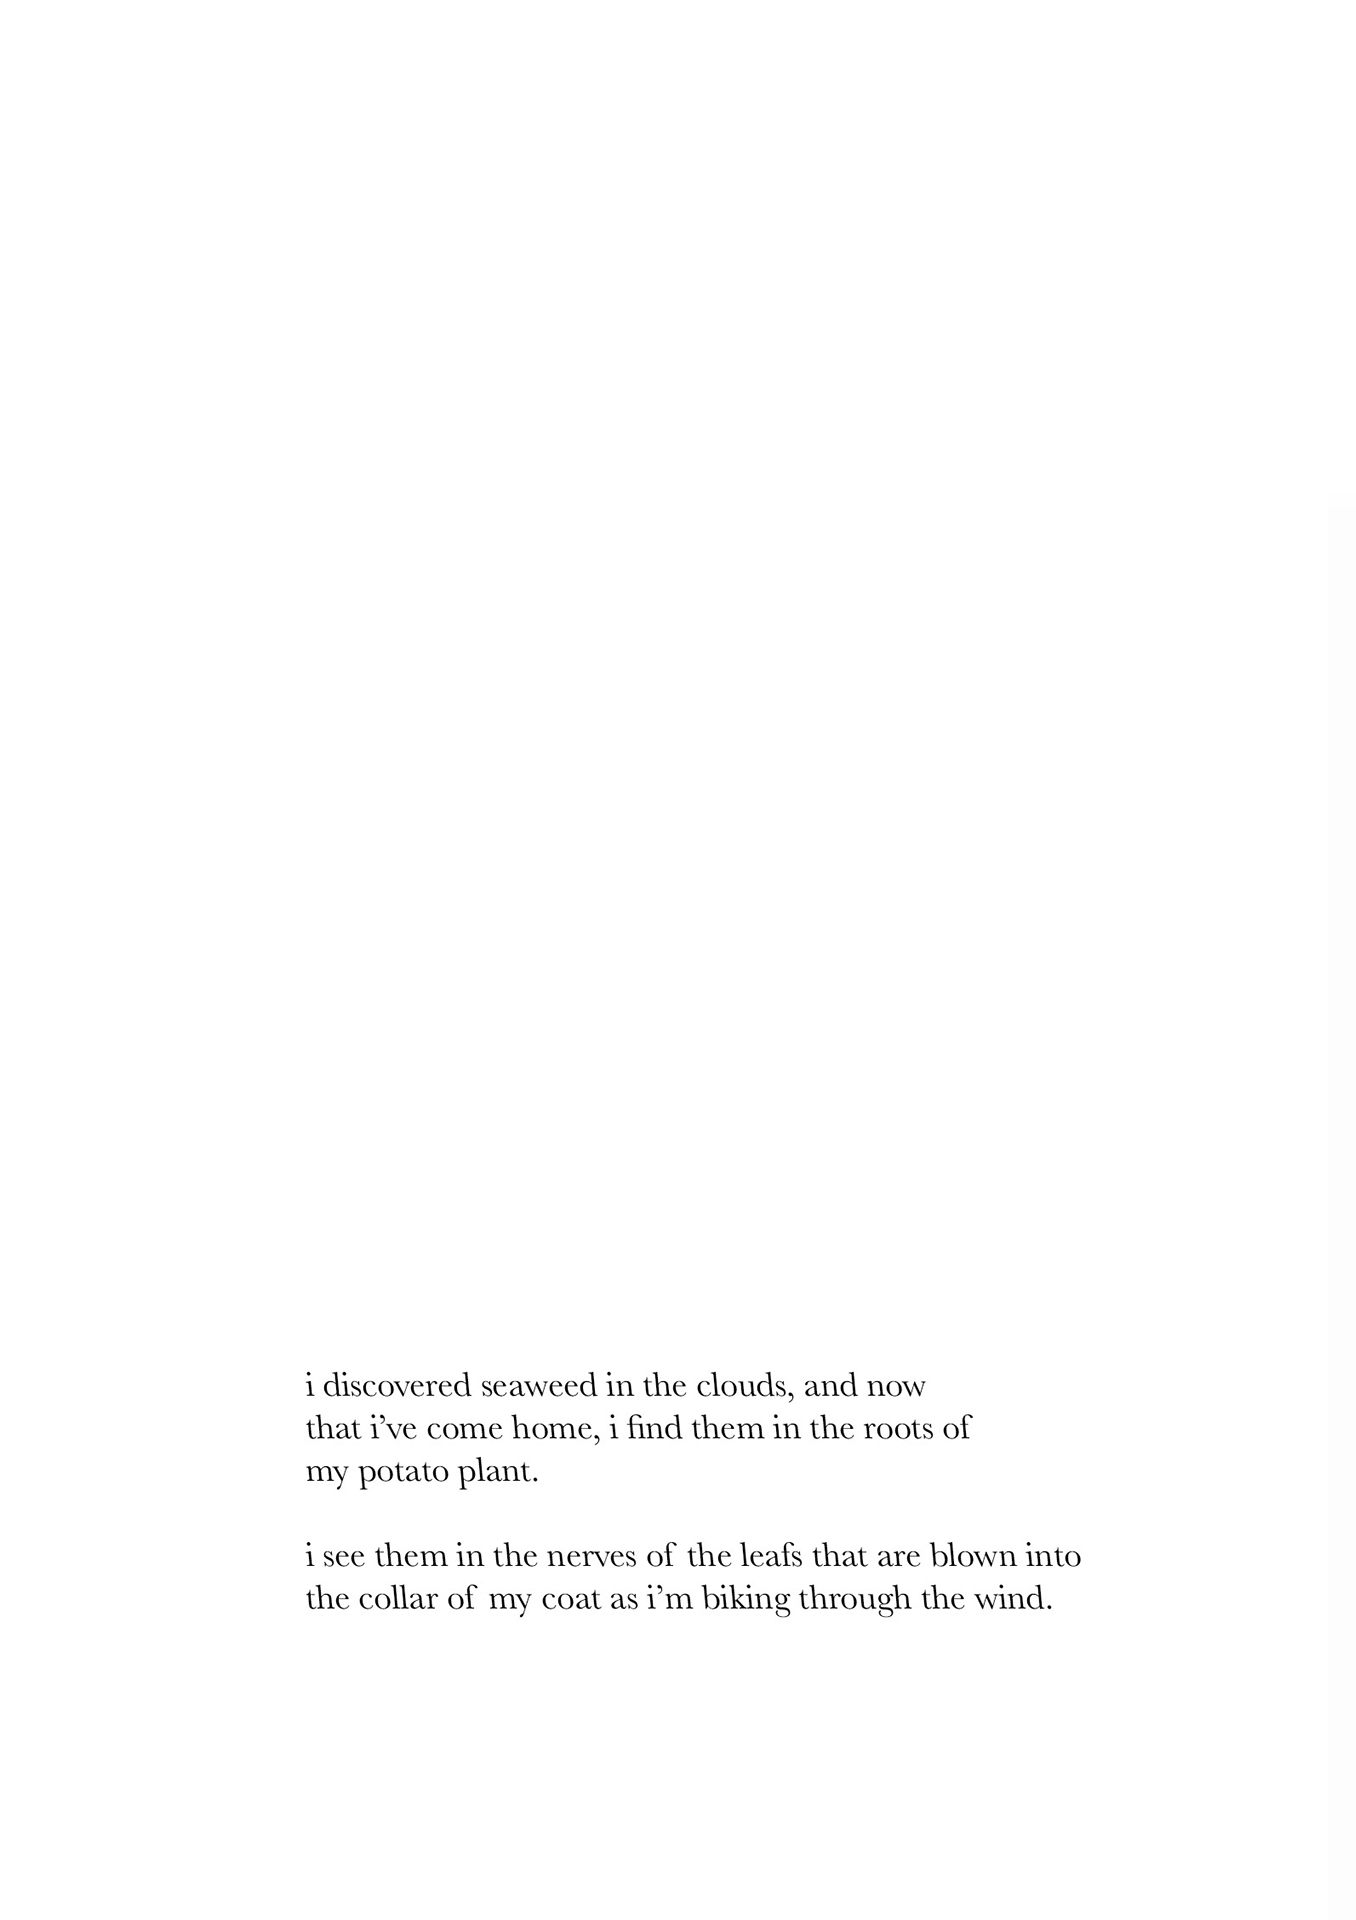 i discovered seaweed in the clouds, and now
that i’ve come home, i find them in the roots of
my potato plant.

i see them in the nerves of the leafs that are blown into
the collar of my coat as i’m biking through the wind.